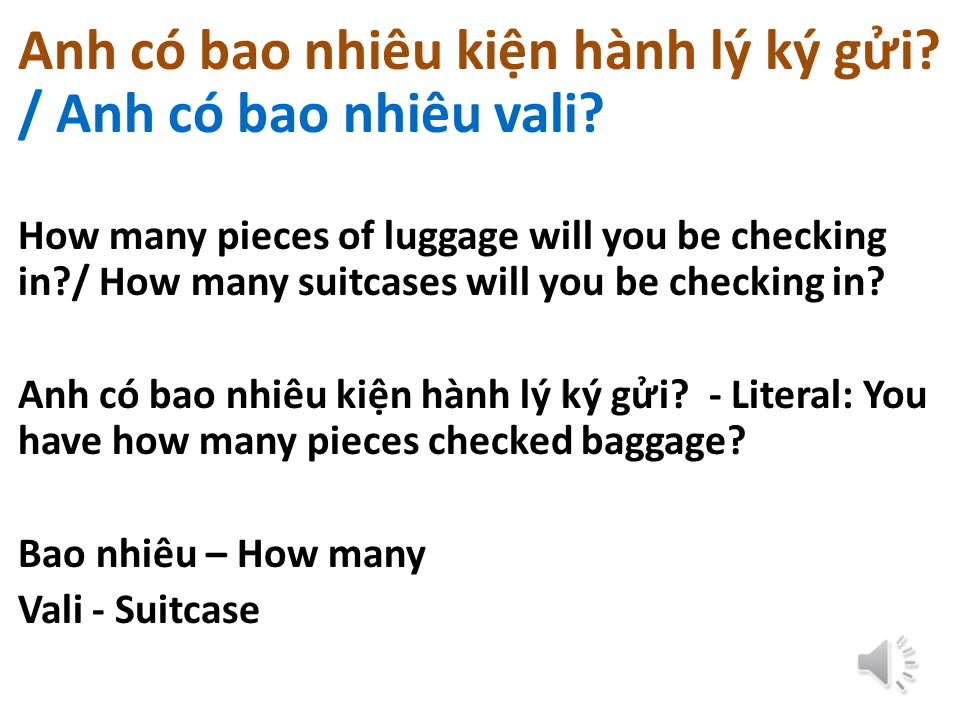 Anh có bao nhiêu kiện hành lý ký gửi?
/ Anh có bao nhiêu vali?
How many pieces of luggage will you be checking
in?/ How many suitcases will you be checking in?
Anh có bao nhiêu kiện hành lý ký gửi?  - Literal: You
have how many pieces checked baggage?
Bao nhiêu – How many
Vali - Suitcase